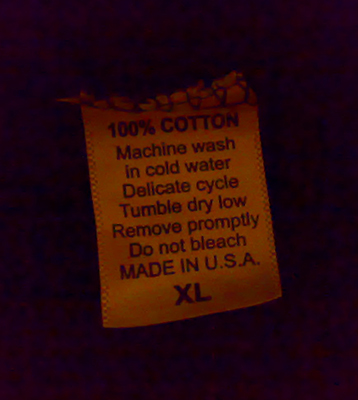 100% COTTON
Machine wash
in cold water
Delicate cycle
Tumble dry low
Remove promptly
Do not bleach
MADE IN U.S.A.
XL